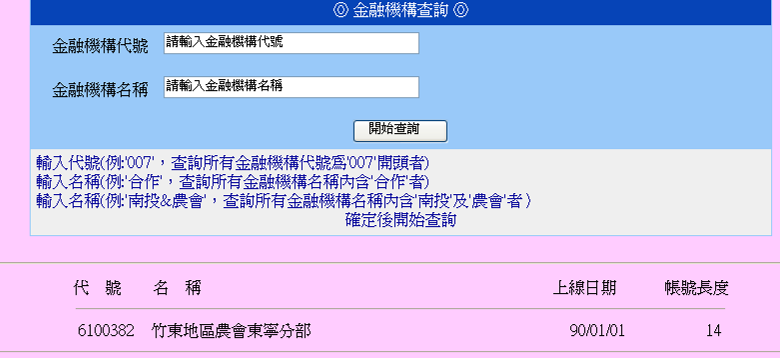 ◎ 金融機構查詢 ◎
金融機構代號 請輸入金融機構代號
金融機構名稱 請輸入金融機構名稱
開始查詢
輸入代號(例:'007'，查詢所有金融機構代號為'007'開頭者)
輸入名稱(例:'合作'，查詢所有金融機構名稱內含'合作'者)
輸入名稱(例:'南投&農會'，查詢所有金融機構名稱內含'南投'及'農會'者 )
確定後開始查詢
代 號 名 稱 上線日期 帳號長度
6100382 竹東地區農會東寧分部 90/01/01 14